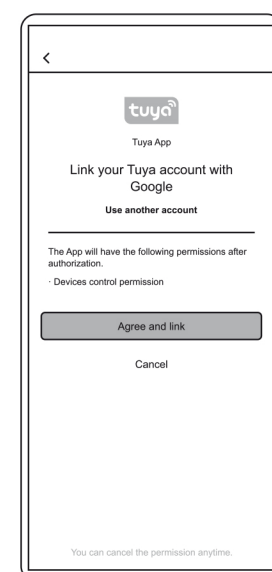 tuya
Tuya App
Link your Tuya account with
Google
Use another account
The App will have the following permissions after
authorization.
· Devices control permission
Agree and link
Cancel
You can cancel the permission anytime.